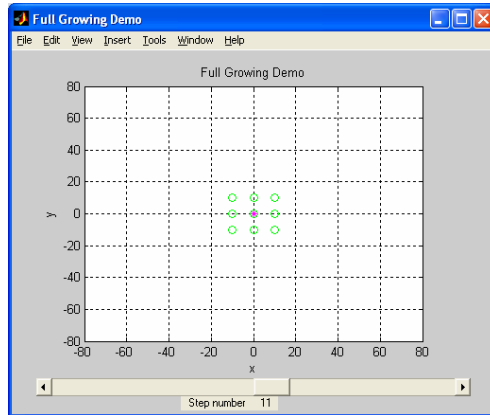 Full Growing Demo
File Edit View Insert Tools Window Help
Full Growing Demo
80
60
40
20
0
-20
-40
-60
-80
y
-80 -60 -40 -20 0 20 40 60 80
x
Step number 11